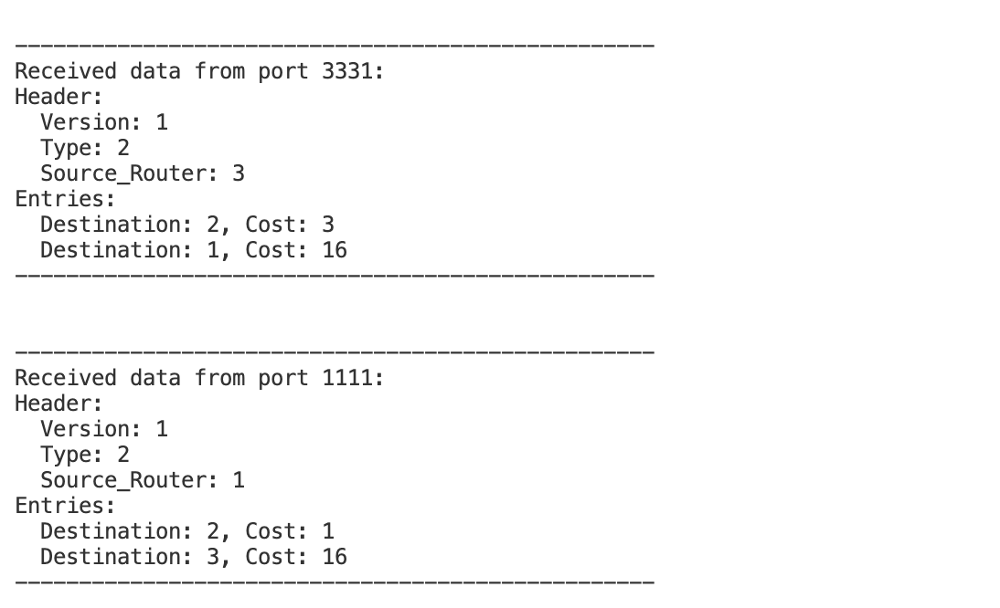 --------------------------------------------------
Received data from port 3331:
Header:
  Version: 1
  Type: 2
  Source_Router: 3
Entries:
  Destination: 2, Cost: 3
  Destination: 1, Cost: 16
--------------------------------------------------
--------------------------------------------------
Received data from port 1111:
Header:
  Version: 1
  Type: 2
  Source_Router: 1
Entries:
  Destination: 2, Cost: 1
  Destination: 3, Cost: 16
--------------------------------------------------